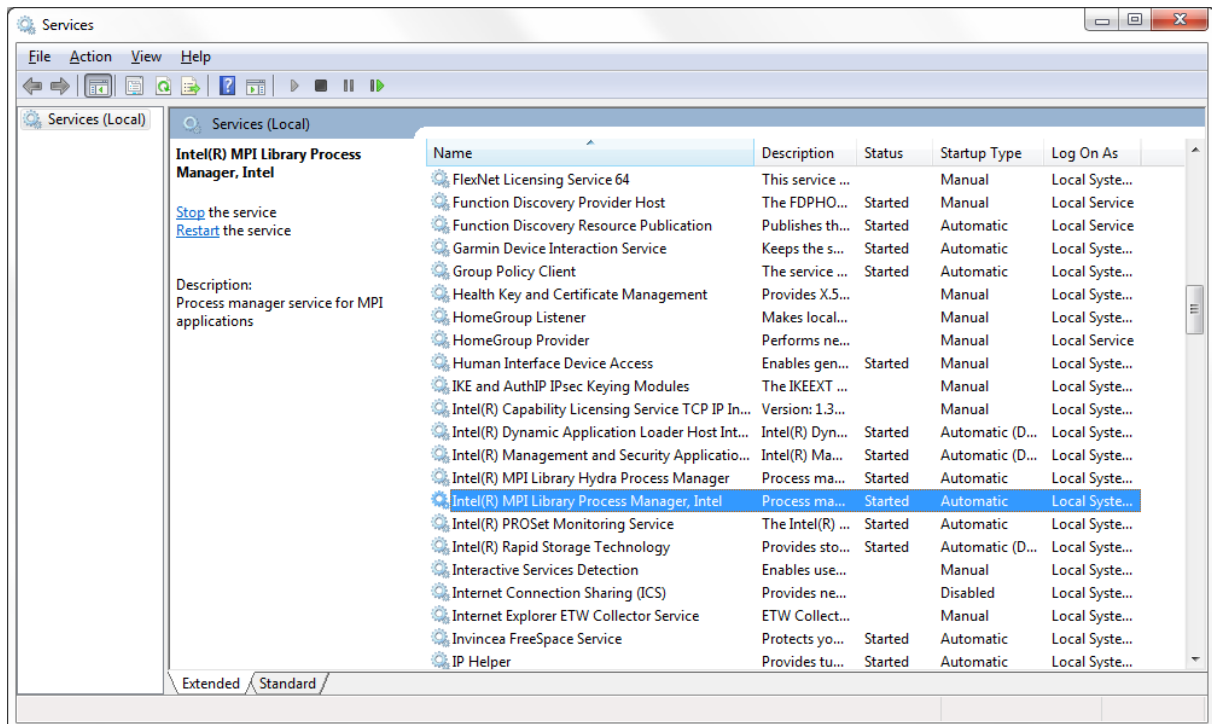 Services
File Action View Help
Services (Local)
Services (Local)
Intel(R) MPI Library Process
Manager, Intel
Stop the service
Restart the service
Description:
Process manager service for MPI
applications
Name Description Status Startup Type Log On As
FlexNet Licensing Service 64 This service ... Manual Local Syste...
Function Discovery Provider Host The FDPHO... Started Manual Local Service
Function Discovery Resource Publication Publishes th... Started Automatic Local Service
Garmin Device Interaction Service Keeps the s... Started Automatic Local Syste...
Group Policy Client The service ... Started Automatic Local Syste...
Health Key and Certificate Management Provides X.5... Manual Local Syste...
HomeGroup Listener Makes local... Manual Local Syste...
HomeGroup Provider Performs ne... Manual Local Service
Human Interface Device Access Enables gen... Started Manual Local Syste...
IKE and AuthIP IPsec Keying Modules The IKEEXT ... Manual Local Syste...
Intel(R) Capability Licensing Service TCP IP In... Version: 1.3... Manual Local Syste...
Intel(R) Dynamic Application Loader Host Int... Intel(R) Dyn... Started Automatic (D... Local Syste...
Intel(R) Management and Security Applicatio... Intel(R) Ma... Started Automatic (D... Local Syste...
Intel(R) MPI Library Hydra Process Manager Process ma... Started Automatic Local Syste...
Intel(R) MPI Library Process Manager, Intel Process ma... Started Automatic Local Syste...
Intel(R) PROSet Monitoring Service The Intel(R) ... Started Automatic Local Syste...
Intel(R) Rapid Storage Technology Provides sto... Started Automatic (D... Local Syste...
Interactive Services Detection Enables use... Manual Local Syste...
Internet Connection Sharing (ICS) Provides ne... Disabled Local Syste...
Internet Explorer ETW Collector Service ETW Collect... Manual Local Syste...
Invincea FreeSpace Service Protects yo... Started Automatic Local Syste...
IP Helper Provides tu... Started Automatic Local Syste...
Extended Standard